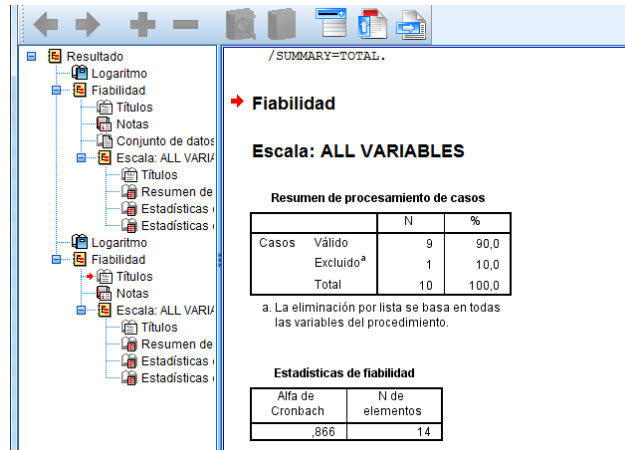 Resultado
Logaritmo
Fiabilidad
Títulos
Notas
Conjunto de datos
Escala: ALL VARIA
Títulos
Resumen de
Estadísticas
Estadísticas
Logaritmo
Fiabilidad
Títulos
Notas
Escala: ALL VARIA
Títulos
Resumen de
Estadísticas
Estadísticas
/SUMMARY=TOTAL.
Fiabilidad
Escala: ALL VARIABLES
Resumen de procesamiento de casos
N %
Casos Válido 9 90,0
Excluido^a 1 10,0
Total 10 100,0
a. La eliminación por lista se basa en todas
las variables del procedimiento.
Estadísticas de fiabilidad
Alfa de N de
Cronbach elementos
,866 14